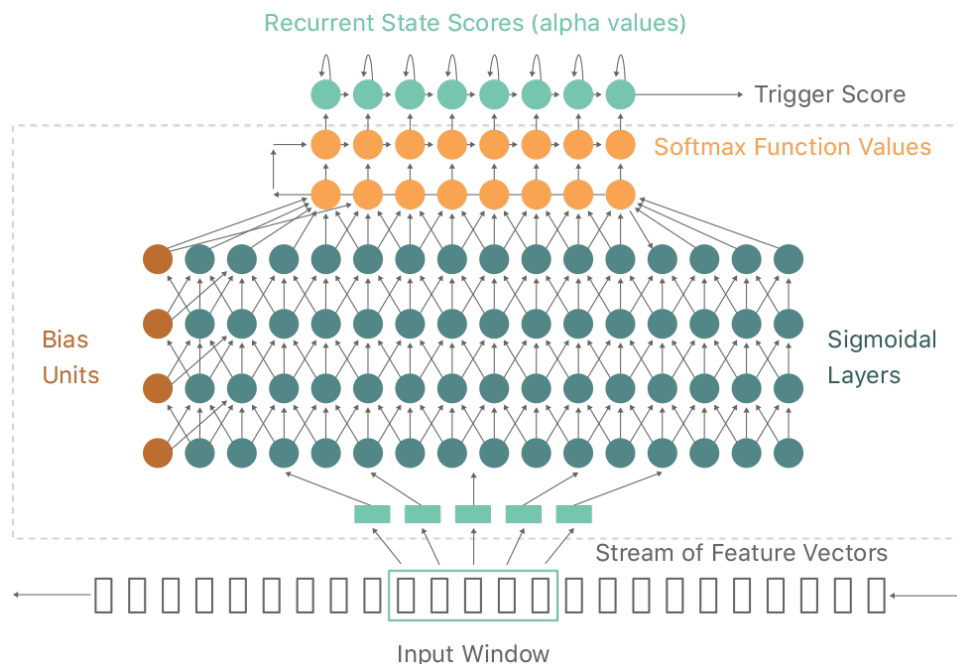 Recurrent State Scores (alpha values)
Trigger Score
Softmax Function Values
Bias
Units
Sigmoidal
Layers
Stream of Feature Vectors
Input Window